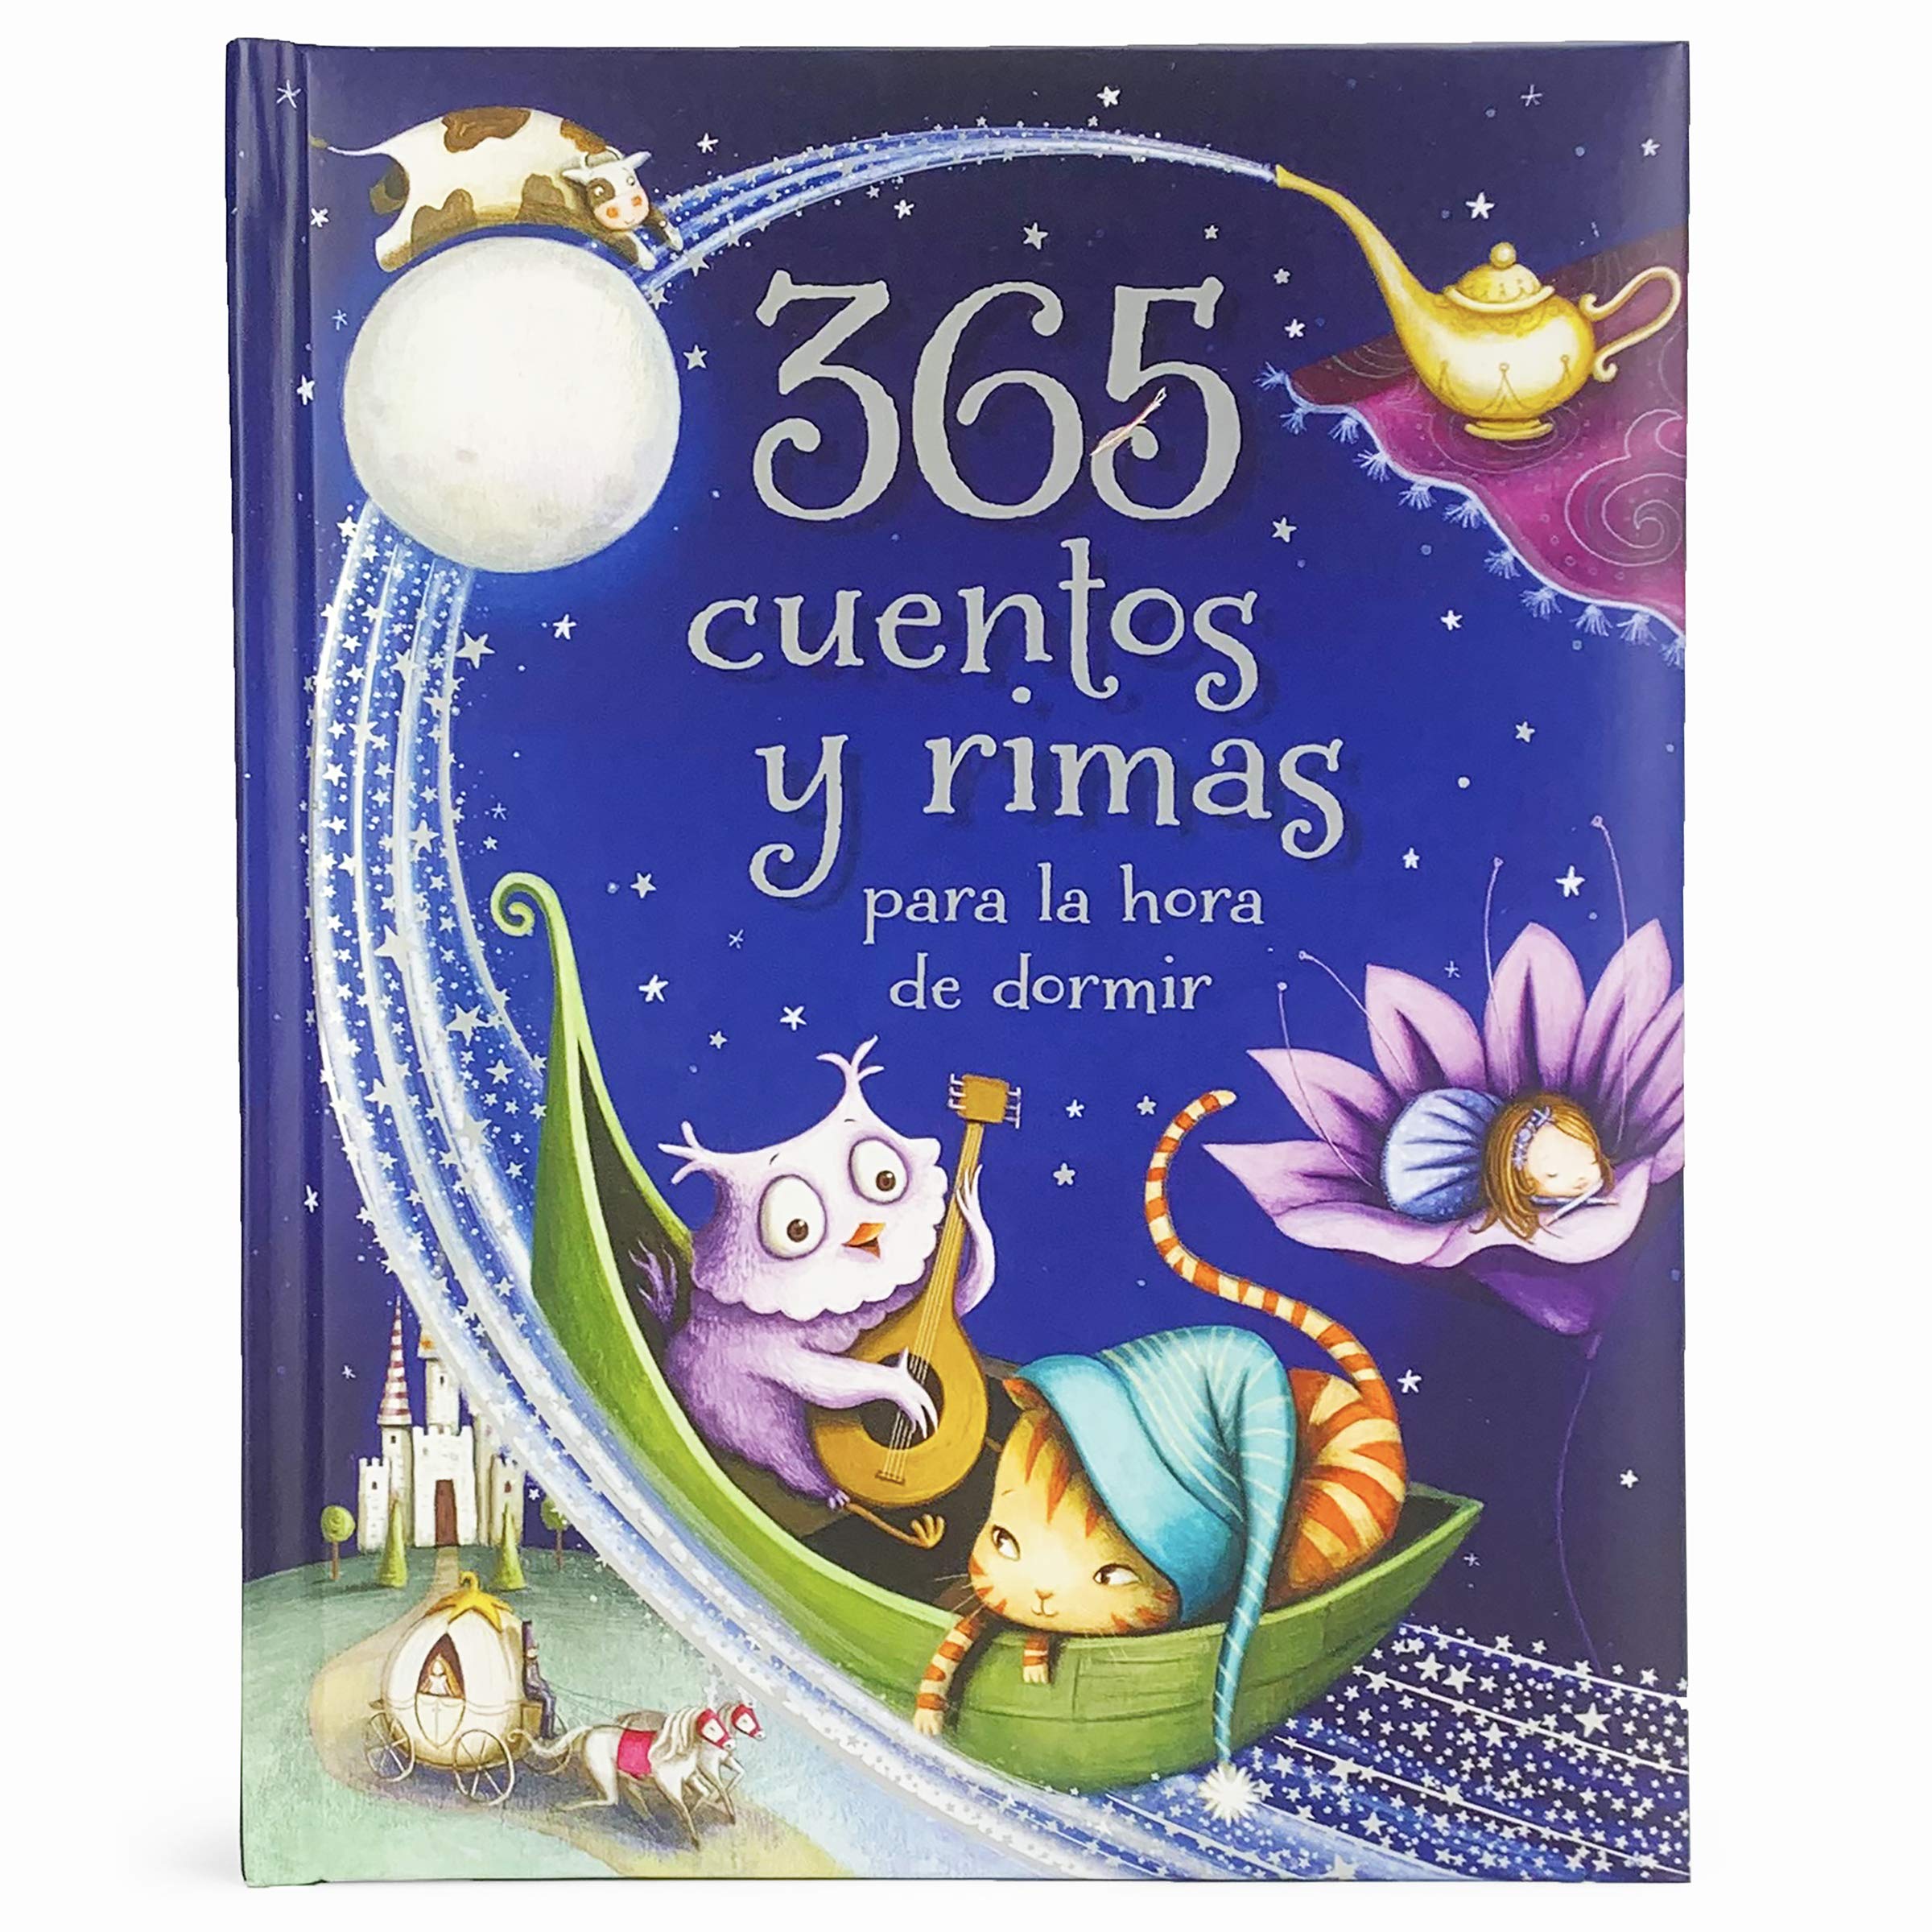 365
cuentos
y rimas
para la hora
de dormir